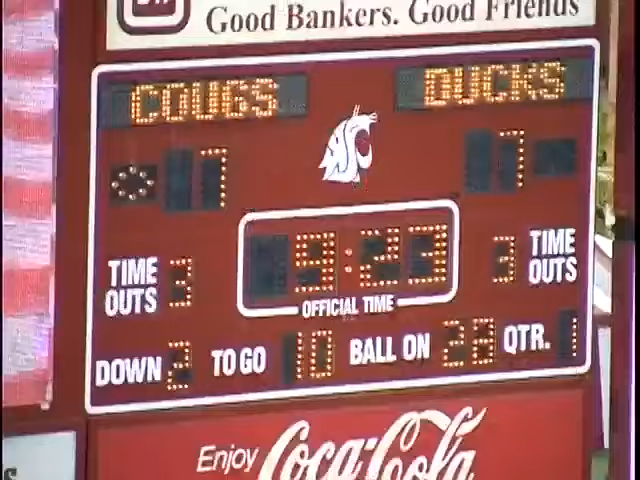 Good Bankers. Good Friends
COUGS DUCKS
7 7
9:23
TIME OUTS 3 3 TIME OUTS
OFFICIAL TIME
DOWN 2 TO GO 10 BALL ON 28 QTR. 1
Enjoy Coca-Cola